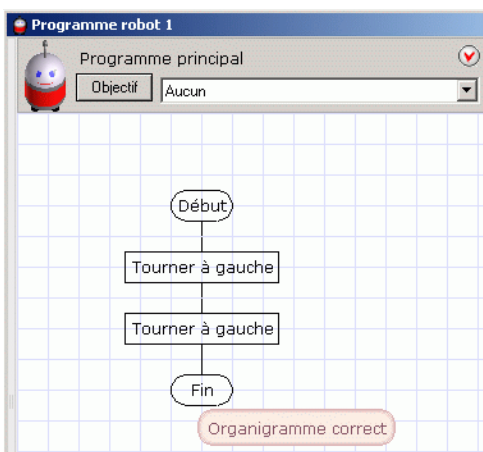 Programme robot 1
Programme principal
Objectif
Aucun
Début
Tourner à gauche
Tourner à gauche
Fin
Organigramme correct